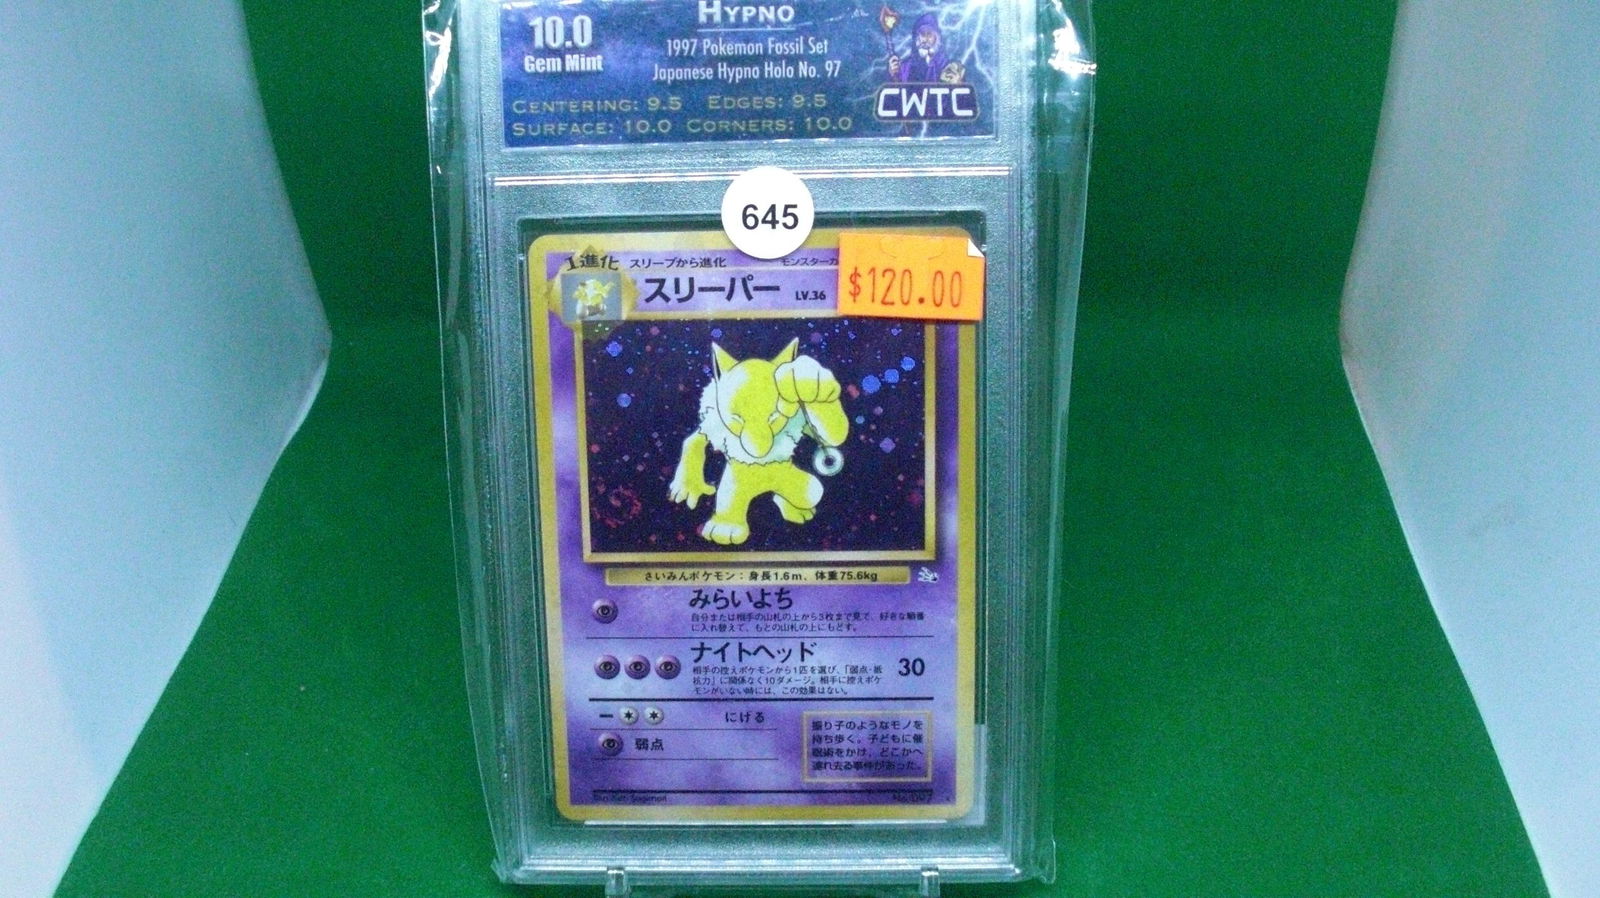 10.0
Gem Mint
HYPNO
1997 Pokemon Fossil Set
Japanese Hypno Holo No. 97
CENTERING: 9.5 EDGES: 9.5
SURFACE: 10.0 CORNERS: 10.0
CWTC
645
$120.00
1進化 スリープから進化
スリーパー LV.36
さいみんポケモン：身長1.6m、体重75.6kg
みらいよち
自分または相手の山札の上から3枚まで見て、好きな順番
に入れ替えて、もとの山札の上にもどす。
ナイトヘッド 30
相手の控えポケモンから1匹を選び、「弱点・抵
抗力」に関係なく10ダメージ。相手に控えポケ
モンがいない時には、この効果はない。
にげる
弱点
振り子のようなモノを
持ち歩く。子どもに催
眠術をかけ、どこかへ
連れ去る事件があった。